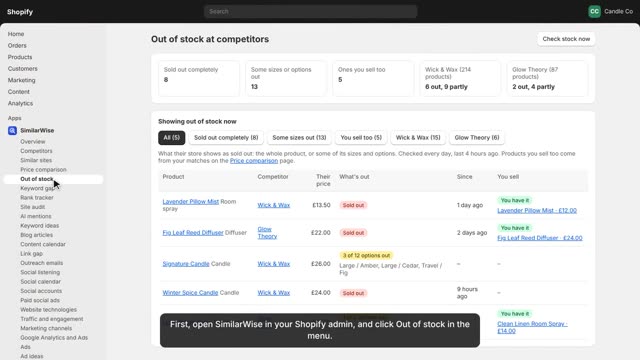 Shopify
Search
CC
Candle Co
Home
Orders
Products
Customers
Marketing
Content
Analytics
Apps
SimilarWise
Overview
Competitors
Similar sites
Price comparison
Out of stock
Keyword gap
Rank tracker
Site audit
AI mentions
Keyword ideas
Blog articles
Content calendar
Link gap
Outreach emails
Social listening
Social calendar
Social accounts
Paid social ads
Website technologies
Traffic and engagement
Marketing channels
Google Analytics and Ads
Ads
Ad ideas
Out of stock at competitors
Check stock now
Sold out completely
8
Some sizes or options out
13
Ones you sell too
5
Wick & Wax (214 products)
6 out, 9 partly
Glow Theory (87 products)
2 out, 4 partly
Showing out of stock now
All (5)
Sold out completely (8)
Some sizes out (13)
You sell too (5)
Wick & Wax (15)
Glow Theory (6)
What their store shows as sold out: the whole product, or some of its sizes or options. Checked every day, last 4 hours ago. Products you sell too come
from your matches on the Price comparison page.
Product
Competitor
Their price
What's out
Since
You sell
Lavender Pillow Mist Room spray
Wick & Wax
£13.50
Sold out
1 day ago
You have it
Lavender Pillow Mist · £12.00
Fig Leaf Reed Diffuser Diffuser
Glow Theory
£22.00
Sold out
2 days ago
You have it
Fig Leaf Reed Diffuser · £24.00
Signature Candle Candle
Wick & Wax
£26.00
3 of 12 options out
Large / Amber, Large / Cedar, Travel / Fig
–
–
Winter Spice Candle Candle
Wick & Wax
£24.00
Sold out
9 hours ago
–
You have it
Clean Linen Room Spray · £14.00
First, open SimilarWise in your Shopify admin, and click Out of stock in the
menu.